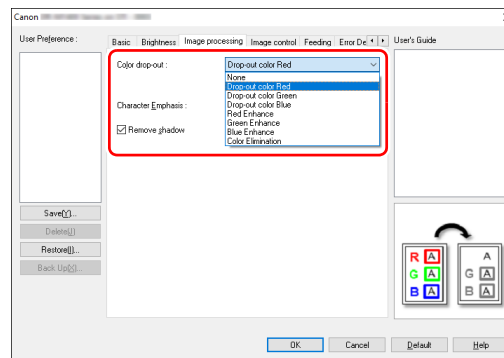 Canon
User Preference :
Basic Brightness Image processing Image control Feeding Error De
User's Guide
Color drop-out :
Drop-out color Red
None
Drop-out color Red
Drop-out color Green
Drop-out color Blue
Red Enhance
Green Enhance
Blue Enhance
Color Elimination
Character Emphasis :
Remove shadow
Save(Y)...
Delete(J)
Restore(I)...
Back Up(X)...
R A
G A
B A
A
G A
B A
OK Cancel Default Help